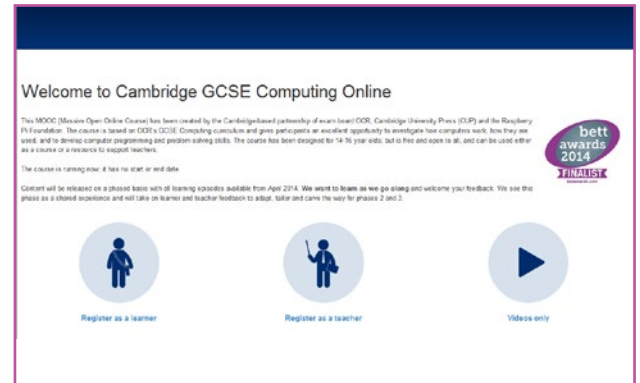 Welcome to Cambridge GCSE Computing Online
This MOOC (Massive Open Online Course) has been created by the Cambridge-based partnership of exam board OCR, Cambridge University Press (CUP) and the Raspberry
Pi Foundation. The course is based on OCR's GCSE Computing curriculum and gives participants an excellent opportunity to investigate how computers work, how they are
used, and to develop computer programming and problem-solving skills. The course has been designed for 14-16 year olds, but is free and open to all, and can be used either
as a course or a resource to support teachers.
The course is running now; it has no start or end date
Content will be released on a phased basis with all learning episodes available from April 2014. We want to learn as we go along and welcome your feedback. We see this
phase as a shared experience and will take on learner and teacher feedback to adapt, tailor and carve the way for phases 2 and 3.
bett
awards
2014
FINALIST
bettawards.com
Register as a learner
Register as a teacher
Videos only